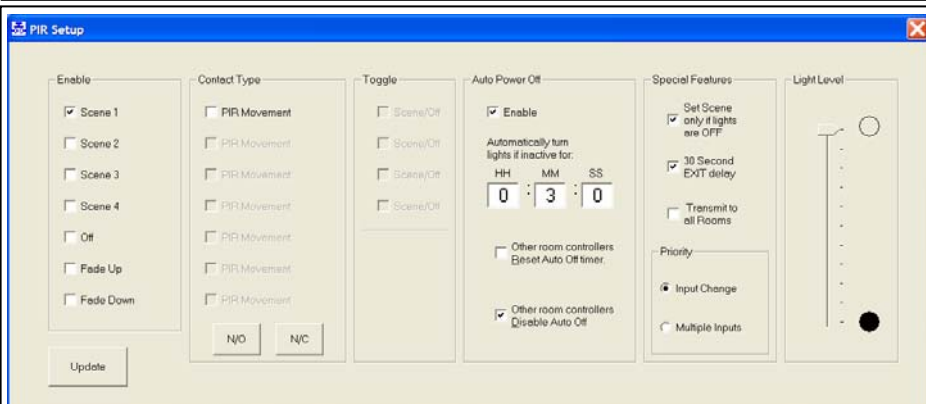 PIR Setup
Enable
Scene 1
Scene 2
Scene 3
Scene 4
Off
Fade Up
Fade Down
Update
Contact Type
PIR Movement
PIR Movement
PIR Movement
PIR Movement
PIR Movement
PIR Movement
PIR Movement
N/O N/C
Toggle
Scene/Off
Scene/Off
Scene/Off
Scene/Off
Auto Power Off
Enable
Automatically turn
lights if inactive for:
HH MM SS
0 : 3 : 0
Other room controllers
Reset Auto Off timer.
Other room controllers
Disable Auto Off
Special Features
Set Scene
only if lights
are OFF
30 Second
EXIT delay
Transmit to
all Rooms
Priority
Input Change
Multiple Inputs
Light Level